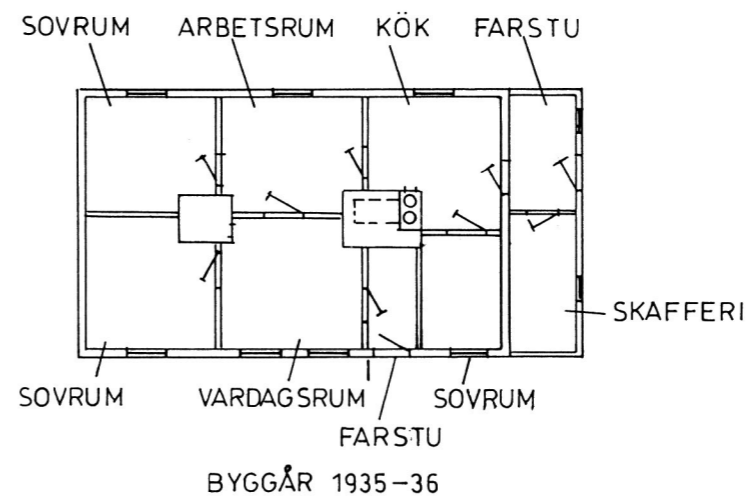 SOVRUM ARBETSRUM KÖK FARSTU
SKAFFERI
SOVRUM VARDAGSRUM SOVRUM
FARSTU
BYGGÅR 1935-36